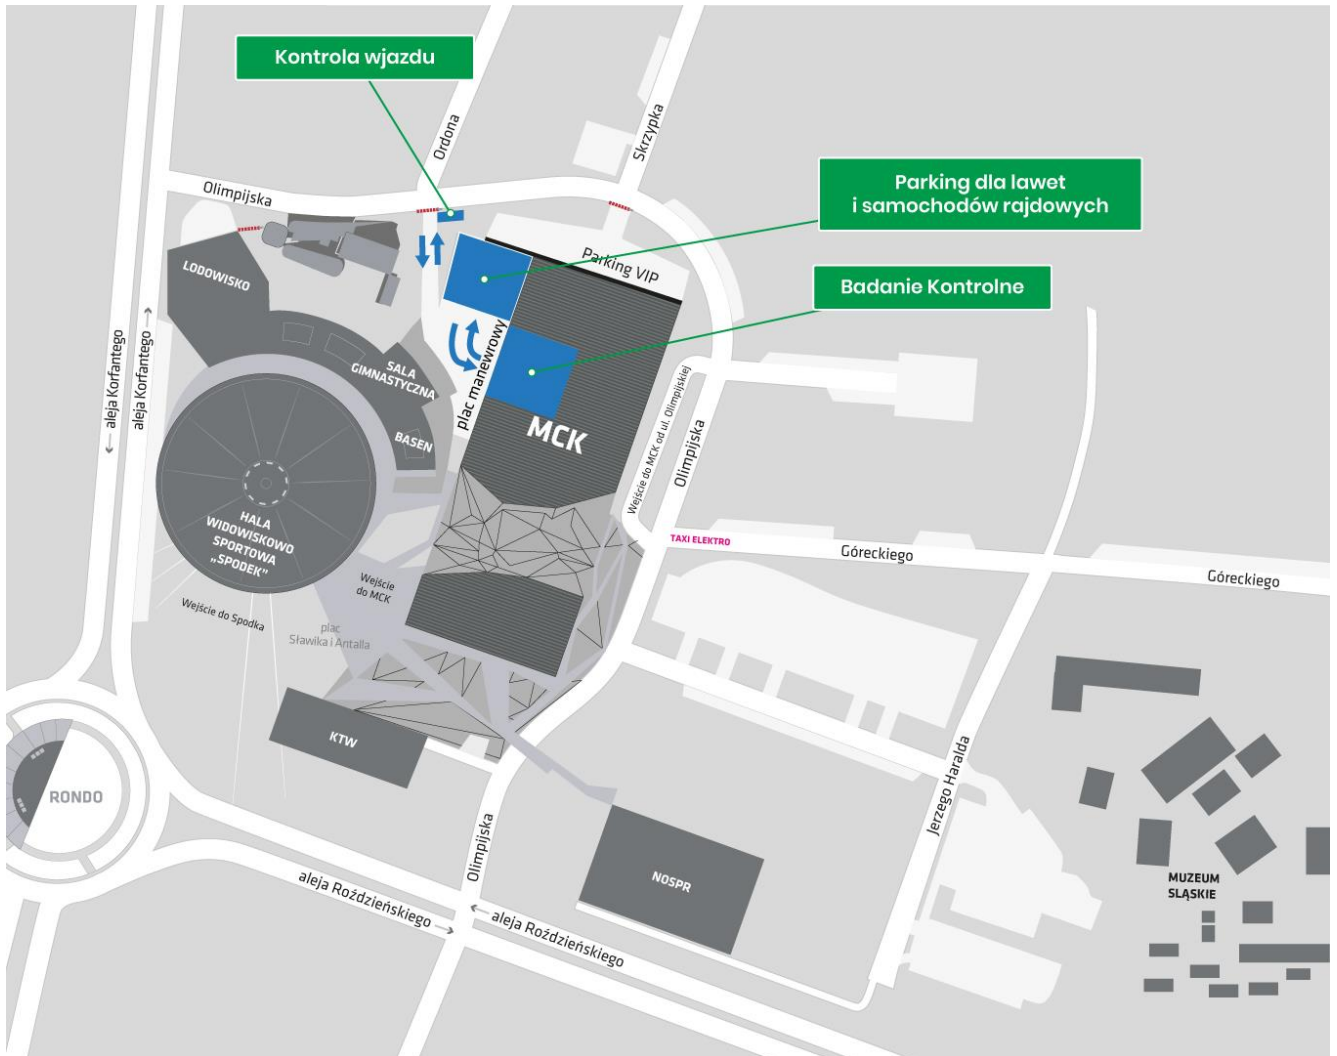 Kontrola wjazdu
Ordona
Skrzypka
Parking dla lawet
i samochodów rajdowych
Olimpijska
Parking VIP
LODOWISKO
Badanie Kontrolne
← aleja Korfantego
aleja Korfantego →
plac manewrowy
SALA
GIMNASTYCZNA
BASEN
MCK
Wejście do MCK od ul. Olimpijskiej
Olimpijska
HALA
WIDOWISKOWO
SPORTOWA
„SPODEK”
TAXI ELEKTRO
Góreckiego
Góreckiego
Wejście
do MCK
Wejście do Spodka
plac
Sławika i Antalla
KTW
RONDO
Jerzego Haralda
Olimpijska
NOSPR
MUZEUM
SLĄSKIE
aleja Roździeńskiego →
← aleja Roździeńskiego